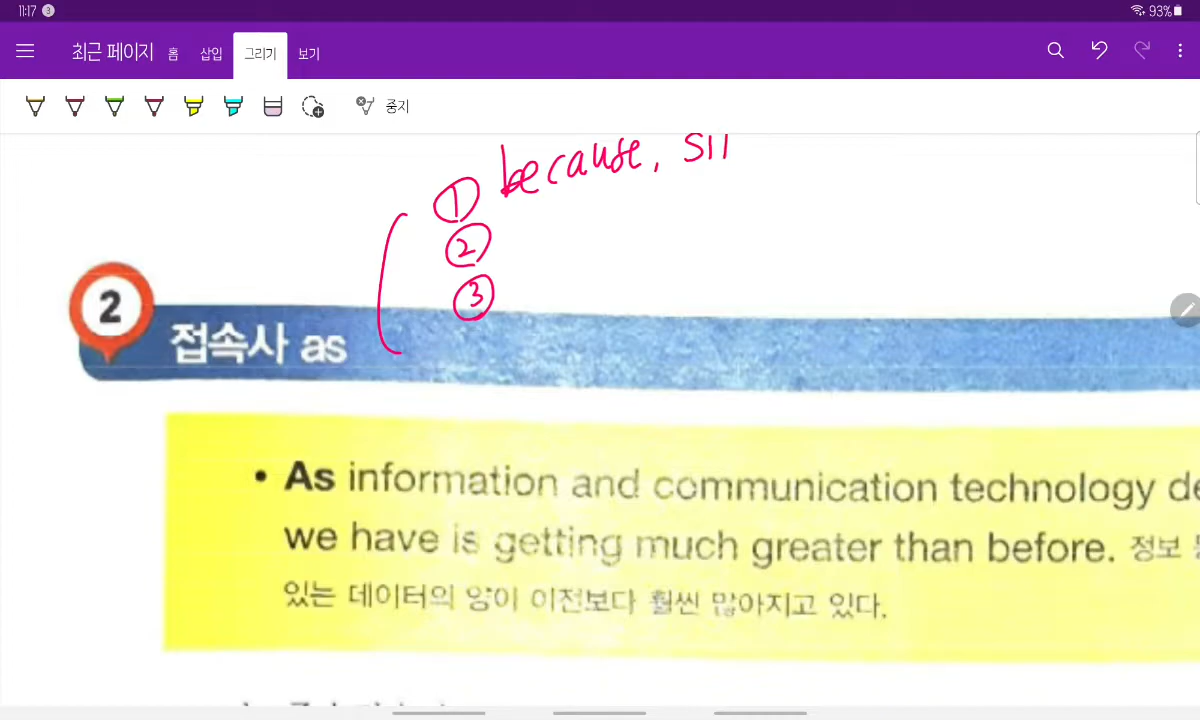 11:17 3 93%
최근 페이지 홈 삽입 그리기 보기
중지
because,
①
②
③
2 접속사 as
• As information and communication technology
we have is getting much greater than before. 정보
있는 데이터의 양이 이전보다 훨씬 많아지고 있다.